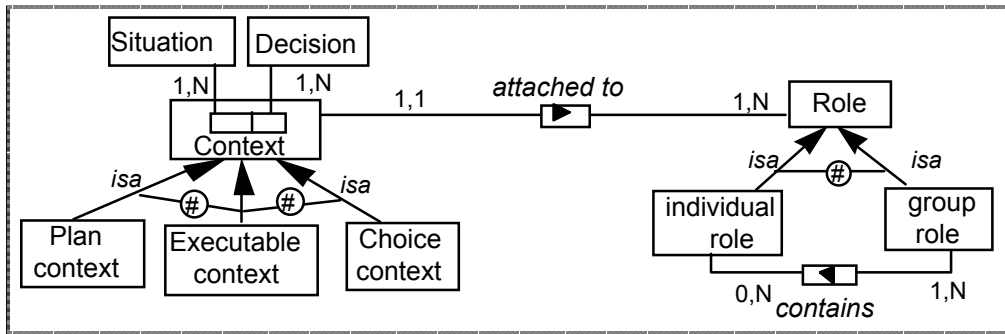 Situation
Decision
1,N
1,N
attached to
1,1
1,N
Role
Context
isa
#
#
isa
isa
#
isa
Plan
context
Executable
context
Choice
context
individual
role
group
role
0,N
1,N
contains